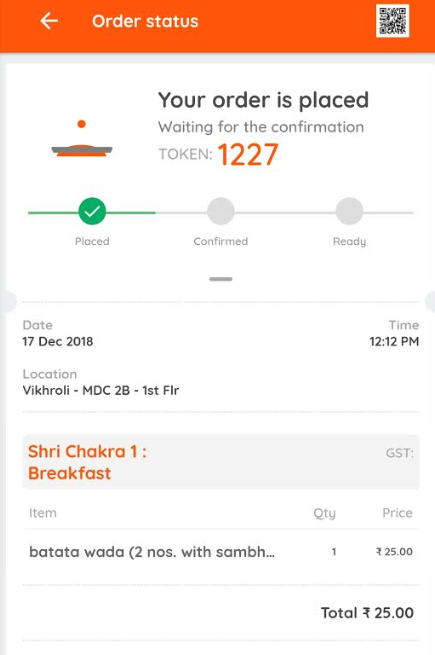 Order status
Your order is placed
Waiting for the confirmation
TOKEN: 1227
Placed Confirmed Ready
Date Time
17 Dec 2018 12:12 PM
Location
Vikhroli - MDC 2B - 1st Flr
Shri Chakra 1 : GST:
Breakfast
Item Qty Price
batata wada (2 nos. with sambh... 1 ₹ 25.00
Total ₹ 25.00